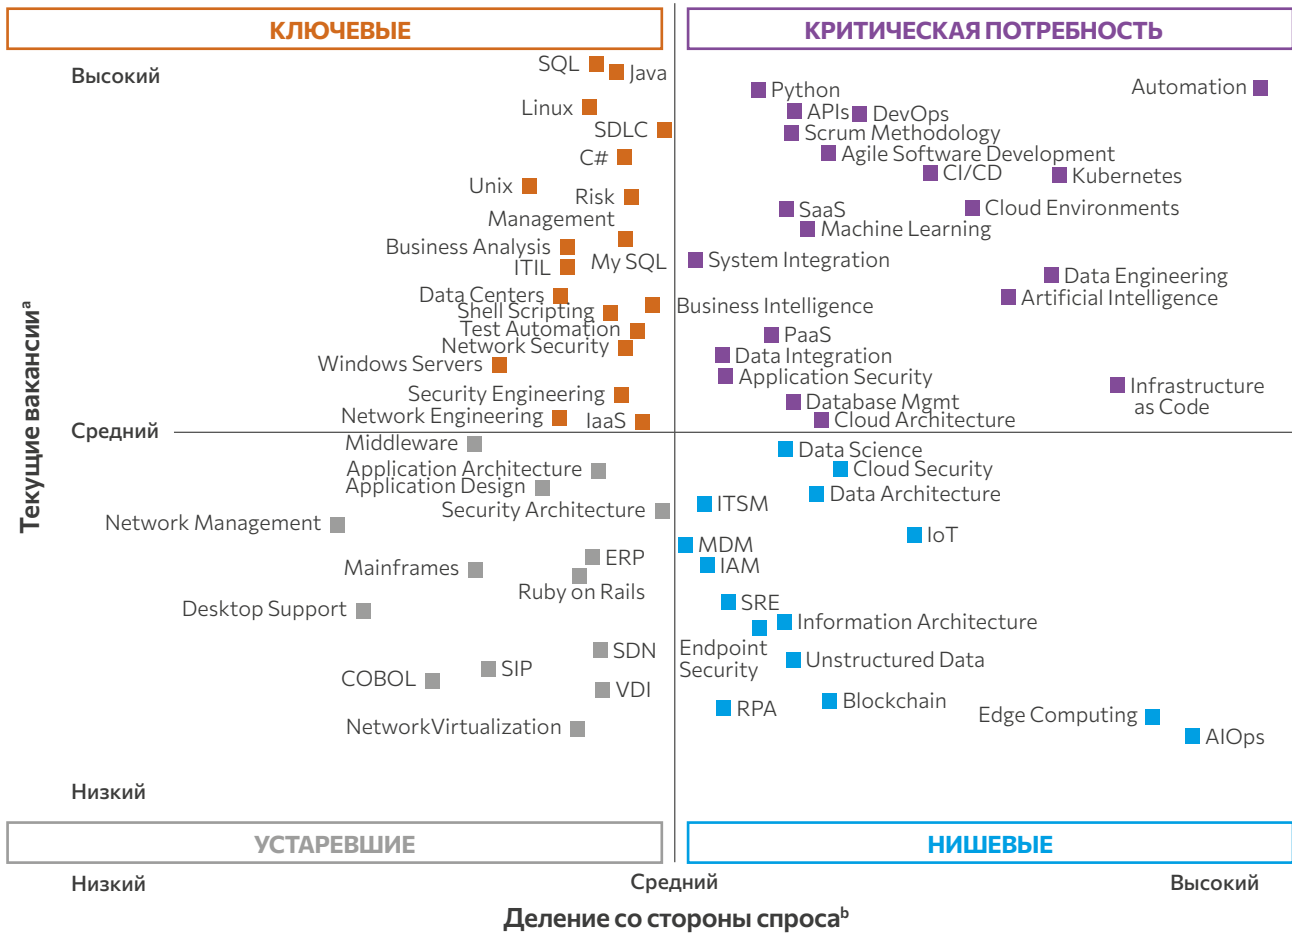 КЛЮЧЕВЫЕ
КРИТИЧЕСКАЯ ПОТРЕБНОСТЬ
Высокий
SQL
Java
Linux
SDLC
C#
Unix
Risk
Management
Business Analysis
My SQL
ITIL
Data Centers
Business Intelligence
Shell Scripting
Test Automation
Network Security
Windows Servers
Security Engineering
Network Engineering
IaaS
Python
Automation
APIs
DevOps
Scrum Methodology
Agile Software Development
CI/CD
Kubernetes
SaaS
Cloud Environments
Machine Learning
System Integration
Data Engineering
Artificial Intelligence
PaaS
Data Integration
Application Security
Infrastructure
as Code
Database Mgmt
Cloud Architecture
Текущие вакансииᵃ
Средний
Middleware
Application Architecture
Application Design
Security Architecture
Network Management
ERP
Mainframes
Ruby on Rails
Desktop Support
SDN
SIP
COBOL
VDI
NetworkVirtualization
Data Science
Cloud Security
Data Architecture
ITSM
IoT
MDM
IAM
SRE
Information Architecture
Endpoint
Security
Unstructured Data
Blockchain
RPA
Edge Computing
AIOps
Низкий
УСТАРЕВШИЕ
НИШЕВЫЕ
Низкий
Средний
Высокий
Деление со стороны спросаᵇ